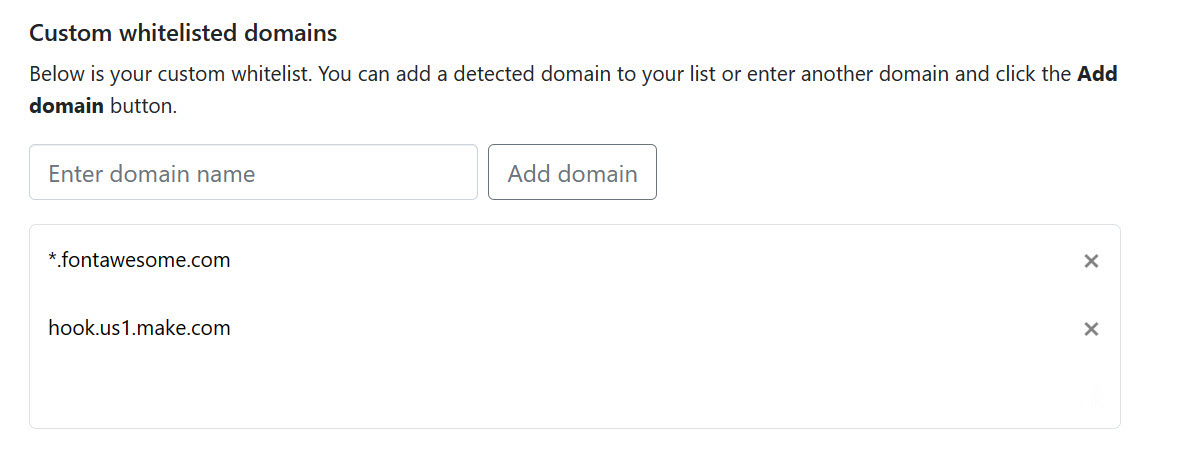 Custom whitelisted domains
Below is your custom whitelist. You can add a detected domain to your list or enter another domain and click the Add
domain button.
Enter domain name
Add domain
*.fontawesome.com
hook.us1.make.com